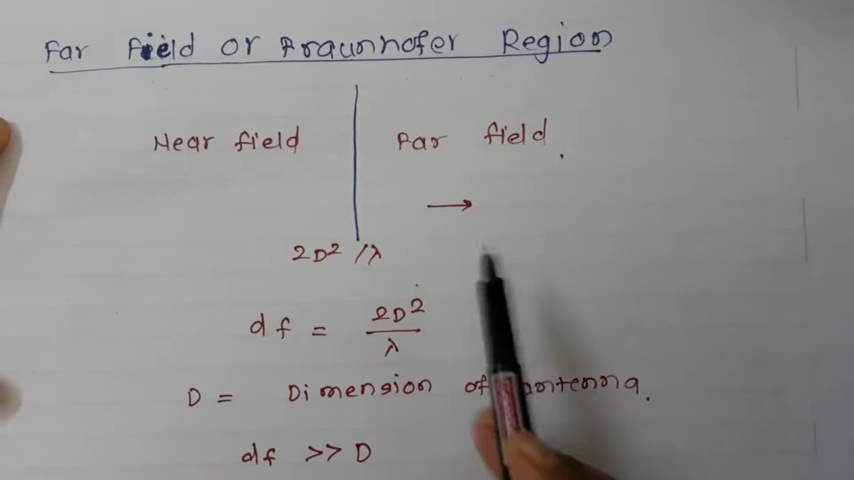 Far Field or Fraunhofer Region
Near field Far field.
2D² /λ
df = 2D² / λ
D = Dimension of antenna.
df >> D